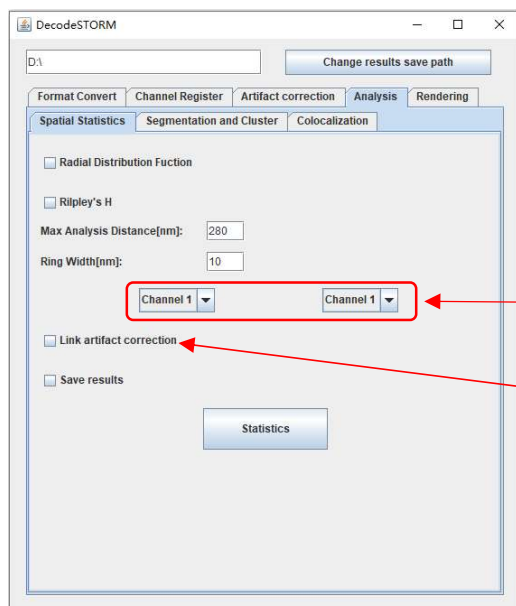 DecodeSTORM
D:\ Change results save path
Format Convert Channel Register Artifact correction Analysis Rendering
Spatial Statistics Segmentation and Cluster Colocalization
Radial Distribution Fuction
Rilpley's H
Max Analysis Distance[nm]: 280
Ring Width[nm]: 10
Channel 1 Channel 1
Link artifact correction
Save results
Statistics